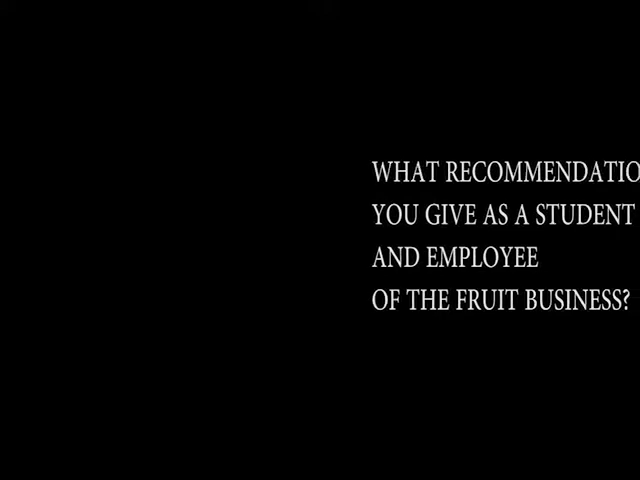 WHAT RECOMMENDATIO
YOU GIVE AS A STUDENT
AND EMPLOYEE
OF THE FRUIT BUSINESS?